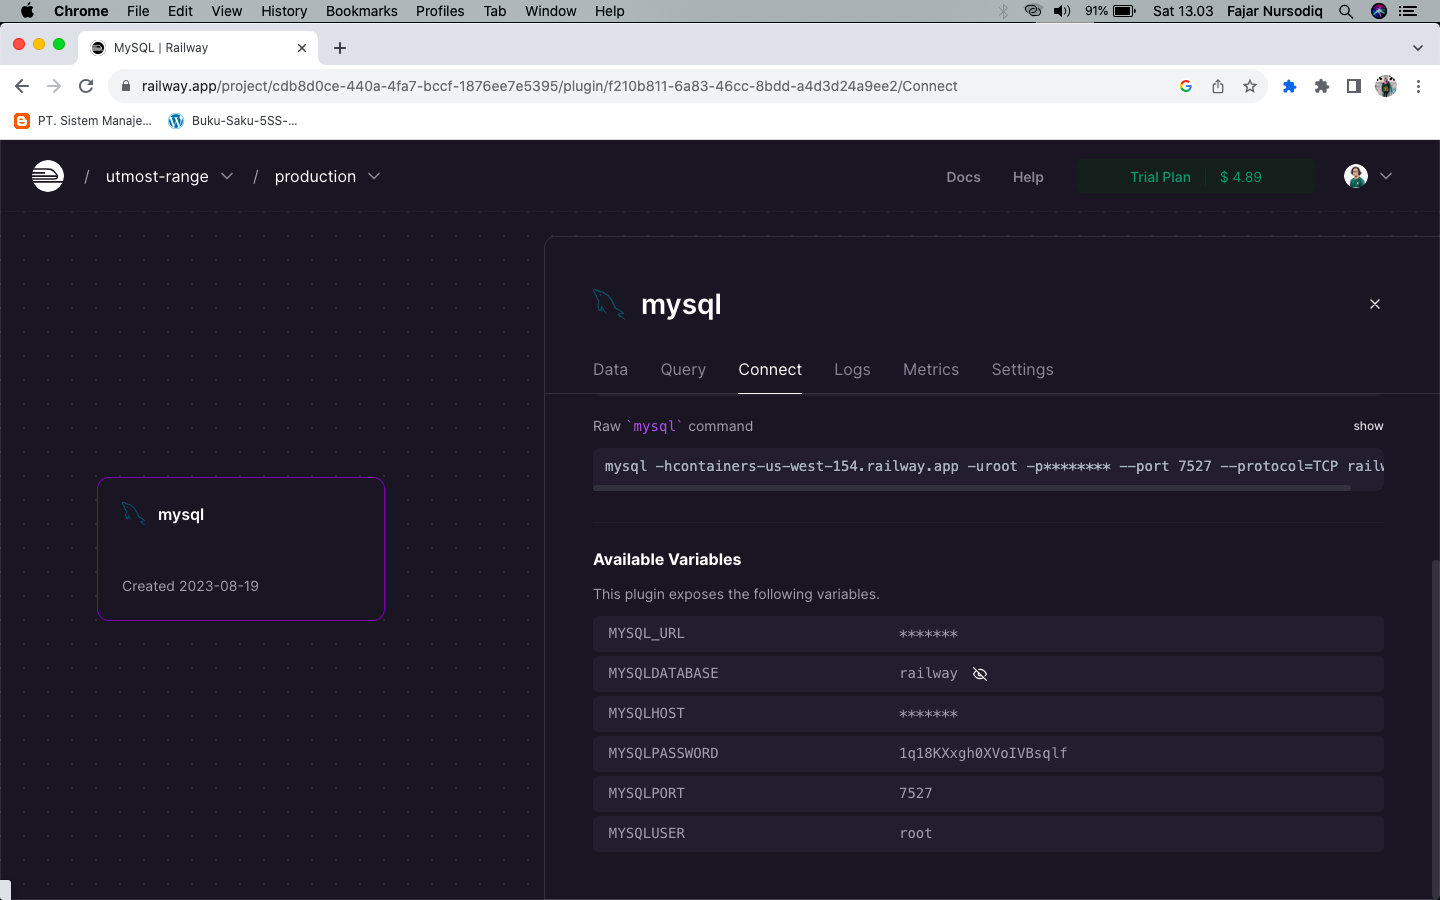 Chrome File Edit View History Bookmarks Profiles Tab Window Help 91% Sat 13.03 Fajar Nursodiq
MySQL | Railway
railway.app/project/cdb8d0ce-440a-4fa7-bccf-1876ee7e5395/plugin/f210b811-6a83-46cc-8bdd-a4d3d24a9ee2/Connect
PT. Sistem Manaje... Buku-Saku-5SS-...
/ utmost-range / production Docs Help Trial Plan $ 4.89
mysql
Data Query Connect Logs Metrics Settings
Raw `mysql` command show
mysql -hcontainers-us-west-154.railway.app -uroot -p******** --port 7527 --protocol=TCP railw
mysql
Created 2023-08-19
Available Variables
This plugin exposes the following variables.
MYSQL_URL *******
MYSQLDATABASE railway
MYSQLHOST *******
MYSQLPASSWORD 1q18KXxgh0XVoIVBsqlf
MYSQLPORT 7527
MYSQLUSER root